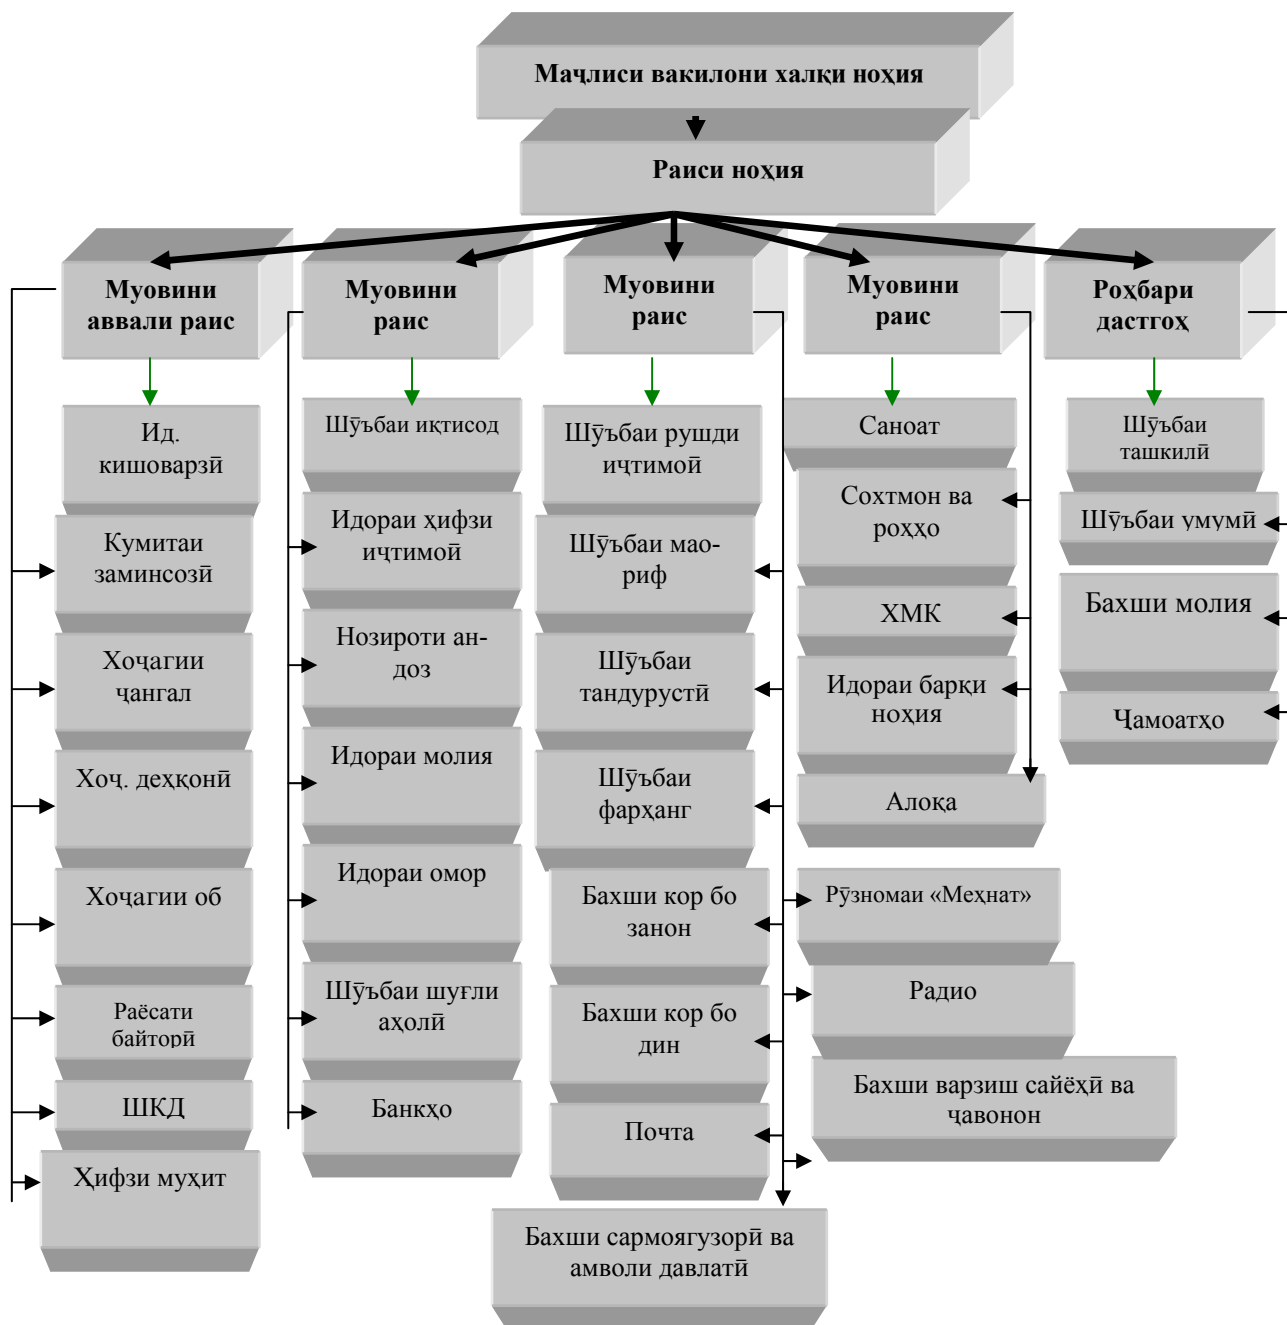 Маҷлиси вакилони халқи ноҳия
Раиси ноҳия
Муовини
аввали раис
Муовини
раис
Муовини
раис
Муовини
раис
Роҳбари
дастгоҳ
Ид.
кишоварзӣ
Кумитаи
заминсозӣ
Хоҷагии
ҷангал
Хоҷ. деҳқонӣ
Хоҷагии об
Раёсати
байторӣ
ШКД
Ҳифзи муҳит
Шӯъбаи иқтисод
Идораи ҳифзи
иҷтимоӣ
Нозироти ан-
доз
Идораи молия
Идораи омор
Шӯъбаи шуғли
аҳолӣ
Банкҳо
Шӯъбаи рушди
иҷтимоӣ
Шӯъбаи мао-
риф
Шӯъбаи
тандурустӣ
Шӯъбаи
фарҳанг
Бахши кор бо
занон
Бахши кор бо
дин
Почта
Бахши сармоягузорӣ ва
амволи давлатӣ
Саноат
Сохтмон ва
роҳҳо
ХМК
Идораи барқи
ноҳия
Алоқа
Рӯзномаи «Меҳнат»
Радио
Бахши варзиш сайёҳӣ ва
ҷавонон
Шӯъбаи
ташкилӣ
Шӯъбаи умумӣ
Бахши молия
Ҷамоатҳо